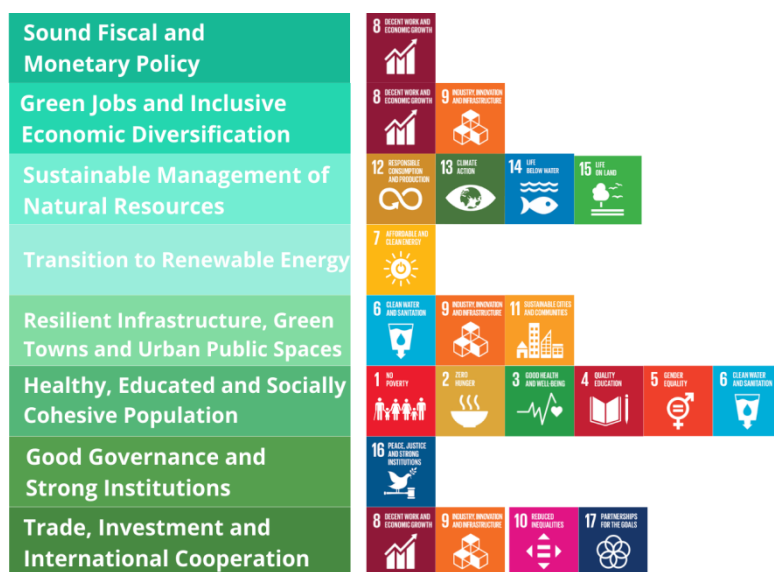 Sound Fiscal and
Monetary Policy
8 DECENT WORK AND
ECONOMIC GROWTH
Green Jobs and Inclusive
Economic Diversification
8 DECENT WORK AND
ECONOMIC GROWTH
9 INDUSTRY, INNOVATION
AND INFRASTRUCTURE
Sustainable Management of
Natural Resources
12 RESPONSIBLE
CONSUMPTION
AND PRODUCTION
13 CLIMATE
ACTION
14 LIFE
BELOW WATER
15 LIFE
ON LAND
Transition to Renewable Energy
7 AFFORDABLE AND
CLEAN ENERGY
Resilient Infrastructure, Green
Towns and Urban Public Spaces
6 CLEAN WATER
AND SANITATION
9 INDUSTRY, INNOVATION
AND INFRASTRUCTURE
11 SUSTAINABLE CITIES
AND COMMUNITIES
Healthy, Educated and Socially
Cohesive Population
1 NO
POVERTY
2 ZERO
HUNGER
3 GOOD HEALTH
AND WELL-BEING
4 QUALITY
EDUCATION
5 GENDER
EQUALITY
6 CLEAN WATER
AND SANITATION
Good Governance and
Strong Institutions
16 PEACE, JUSTICE
AND STRONG
INSTITUTIONS
Trade, Investment and
International Cooperation
8 DECENT WORK AND
ECONOMIC GROWTH
9 INDUSTRY, INNOVATION
AND INFRASTRUCTURE
10 REDUCED
INEQUALITIES
17 PARTNERSHIPS
FOR THE GOALS